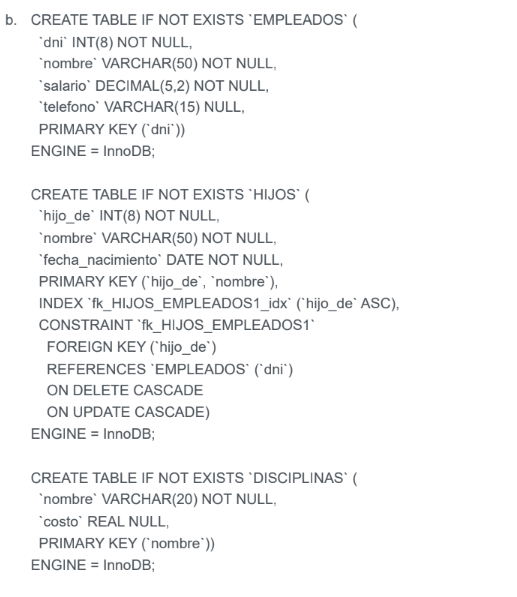 b. CREATE TABLE IF NOT EXISTS `EMPLEADOS` (
`dni` INT(8) NOT NULL,
`nombre` VARCHAR(50) NOT NULL,
`salario` DECIMAL(5,2) NOT NULL,
`telefono` VARCHAR(15) NULL,
PRIMARY KEY (`dni`))
ENGINE = InnoDB;
CREATE TABLE IF NOT EXISTS `HIJOS` (
`hijo_de` INT(8) NOT NULL,
`nombre` VARCHAR(50) NOT NULL,
`fecha_nacimiento` DATE NOT NULL,
PRIMARY KEY (`hijo_de`, `nombre`),
INDEX `fk_HIJOS_EMPLEADOS1_idx` (`hijo_de` ASC),
CONSTRAINT `fk_HIJOS_EMPLEADOS1`
FOREIGN KEY (`hijo_de`)
REFERENCES `EMPLEADOS` (`dni`)
ON DELETE CASCADE
ON UPDATE CASCADE)
ENGINE = InnoDB;
CREATE TABLE IF NOT EXISTS `DISCIPLINAS` (
`nombre` VARCHAR(20) NOT NULL,
`costo` REAL NULL,
PRIMARY KEY (`nombre`))
ENGINE = InnoDB;